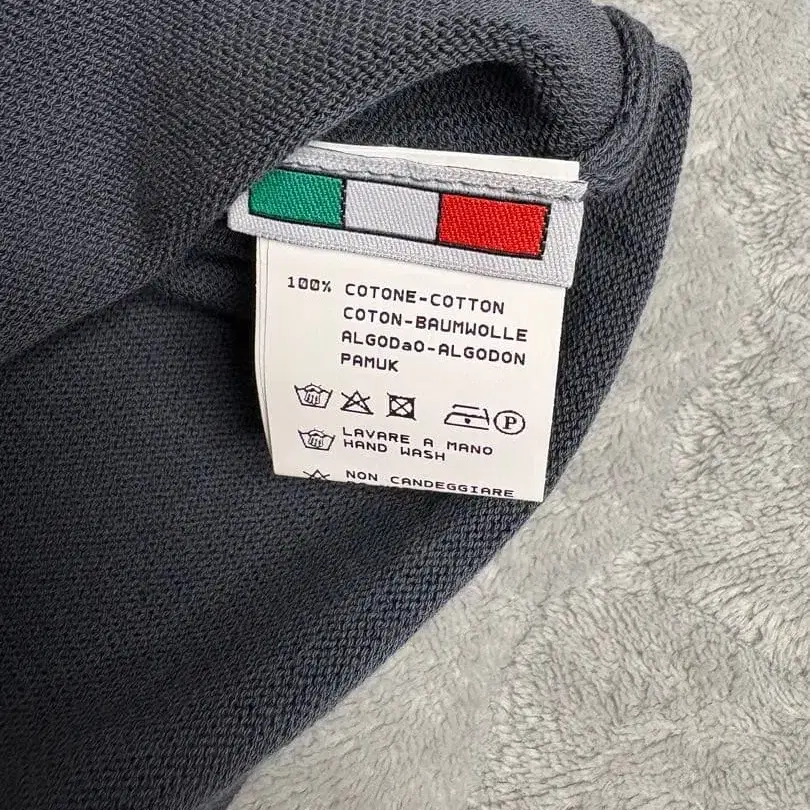 100% COTONE-COTTON
COTON-BAUMWOLLE
ALGODaO-ALGODON
PAMUK
P
LAVARE A MANO
HAND WASH
NON CANDEGGIARE